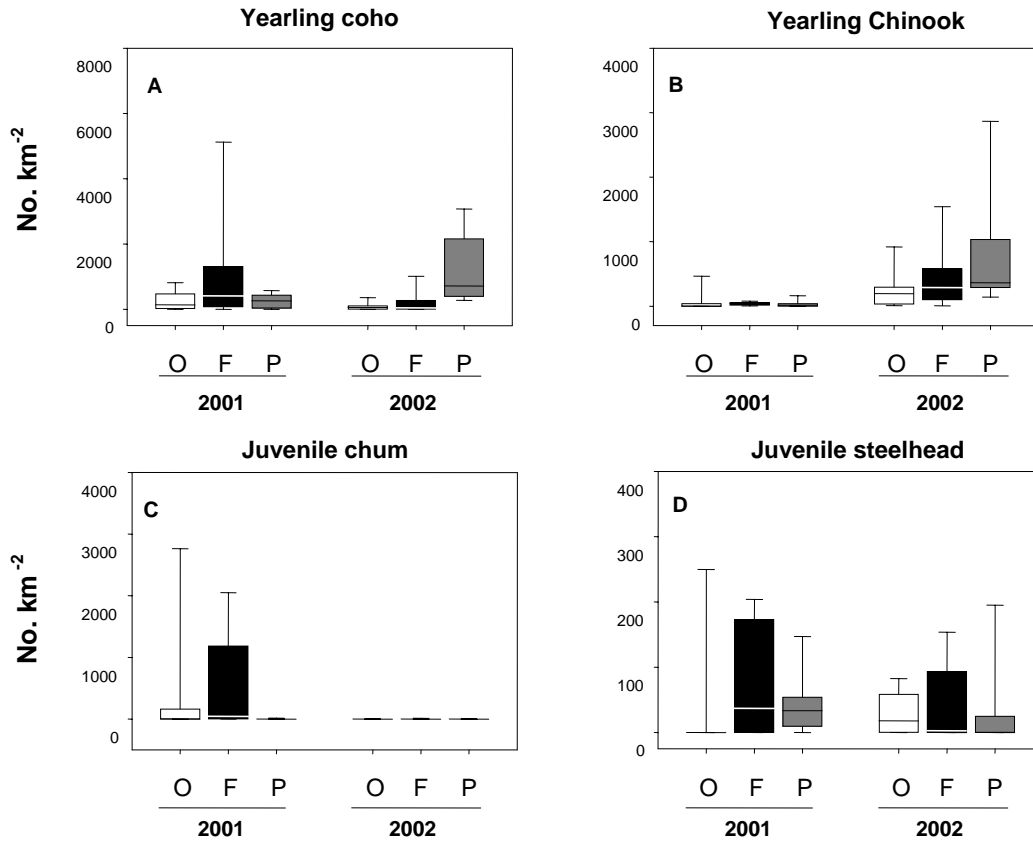 Yearling coho
No. km-2
8000
6000
4000
2000
0
A
O F P O F P
2001 2002
Yearling Chinook
4000
3000
2000
1000
0
B
O F P O F P
2001 2002
Juvenile chum
No. km-2
4000
3000
2000
1000
0
C
O F P O F P
2001 2002
Juvenile steelhead
400
300
200
100
0
D
O F P O F P
2001 2002